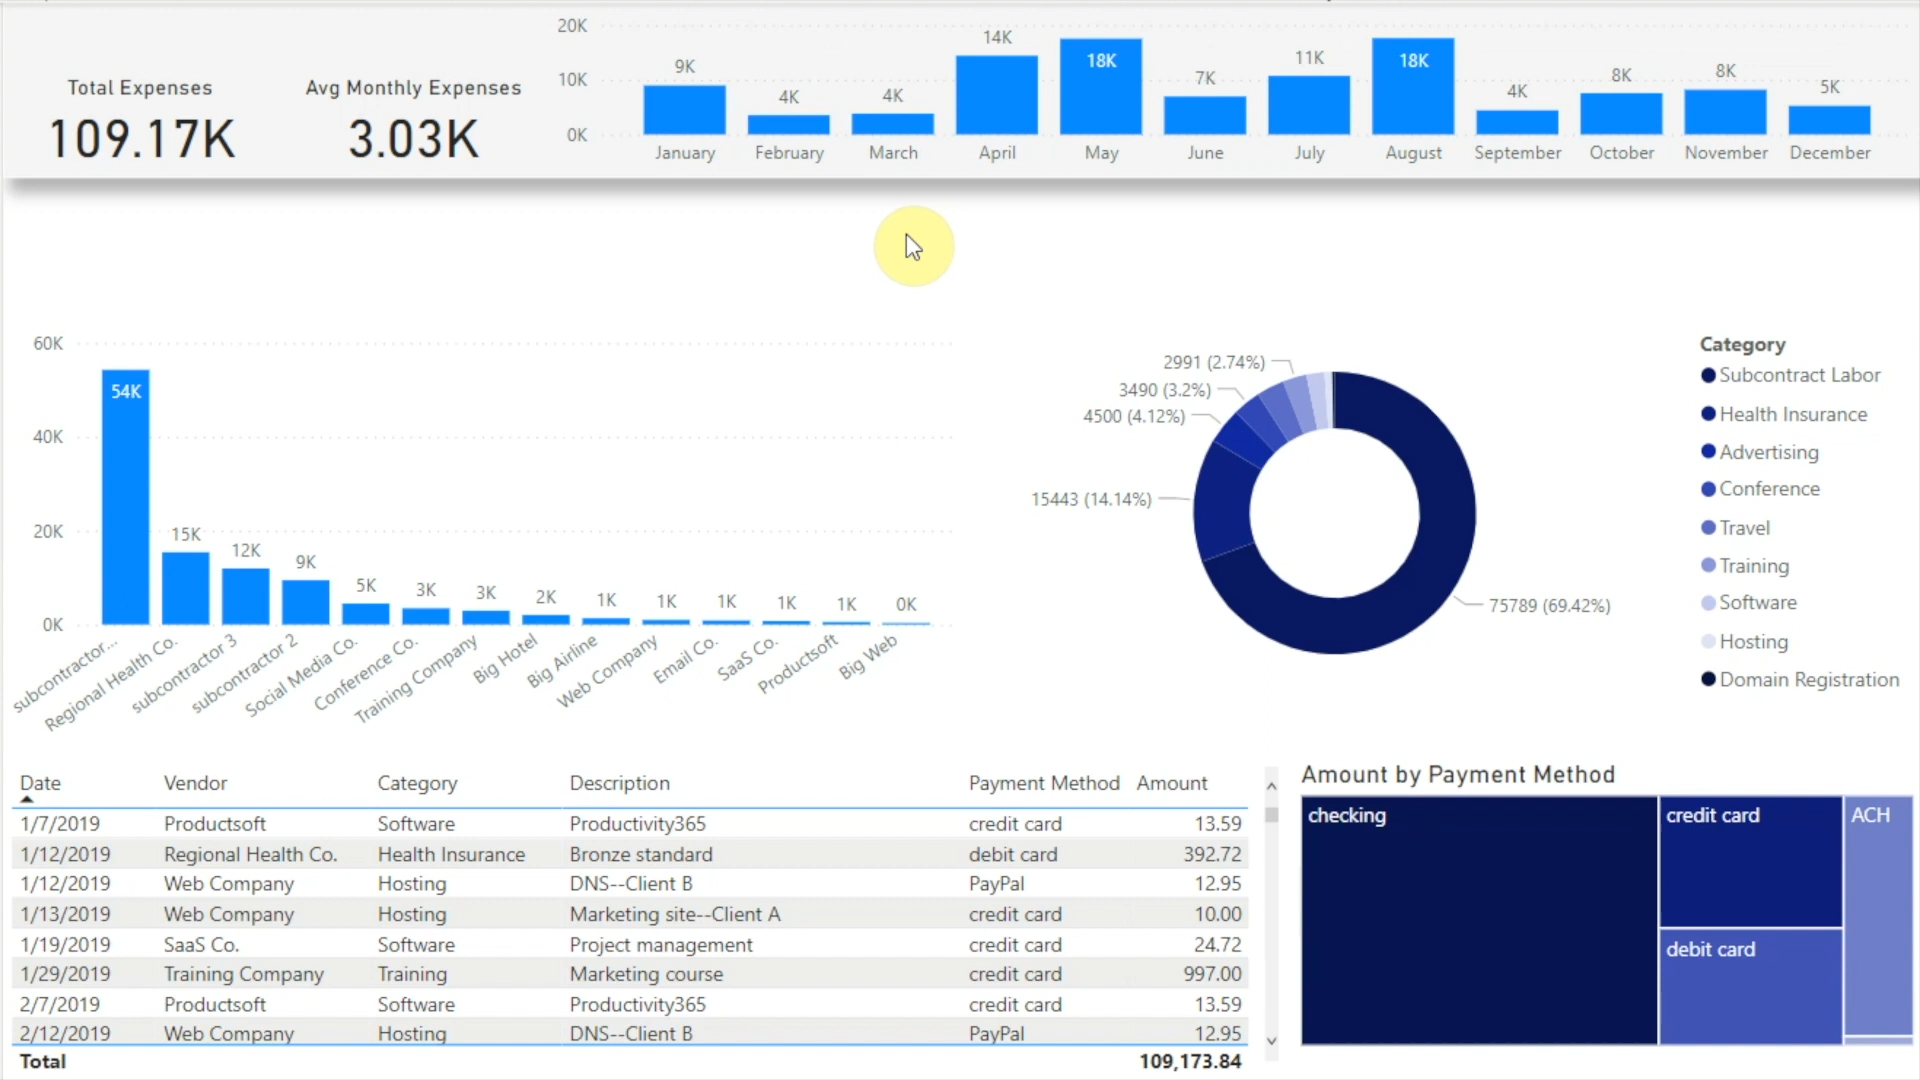 Total Expenses
109.17K
Avg Monthly Expenses
3.03K
20K
10K
0K
9K
4K
4K
14K
18K
7K
11K
18K
4K
8K
8K
5K
January February March April May June July August September October November December
60K
40K
20K
0K
54K
15K
12K
9K
5K
3K
3K
2K
1K
1K
1K
1K
1K
0K
subcontractor...
Regional Health Co.
subcontractor 3
subcontractor 2
Social Media Co.
Conference Co.
Training Company
Big Hotel
Big Airline
Web Company
Email Co.
SaaS Co.
Productsoft
Big Web
2991 (2.74%)
3490 (3.2%)
4500 (4.12%)
15443 (14.14%)
75789 (69.42%)
Category
Subcontract Labor
Health Insurance
Advertising
Conference
Travel
Training
Software
Hosting
Domain Registration
Date Vendor Category Description Payment Method Amount
1/7/2019 Productsoft Software Productivity365 credit card 13.59
1/12/2019 Regional Health Co. Health Insurance Bronze standard debit card 392.72
1/12/2019 Web Company Hosting DNS--Client B PayPal 12.95
1/13/2019 Web Company Hosting Marketing site--Client A credit card 10.00
1/19/2019 SaaS Co. Software Project management credit card 24.72
1/29/2019 Training Company Training Marketing course credit card 997.00
2/7/2019 Productsoft Software Productivity365 credit card 13.59
2/12/2019 Web Company Hosting DNS--Client B PayPal 12.95
Total 109,173.84
Amount by Payment Method
checking
credit card
ACH
debit card